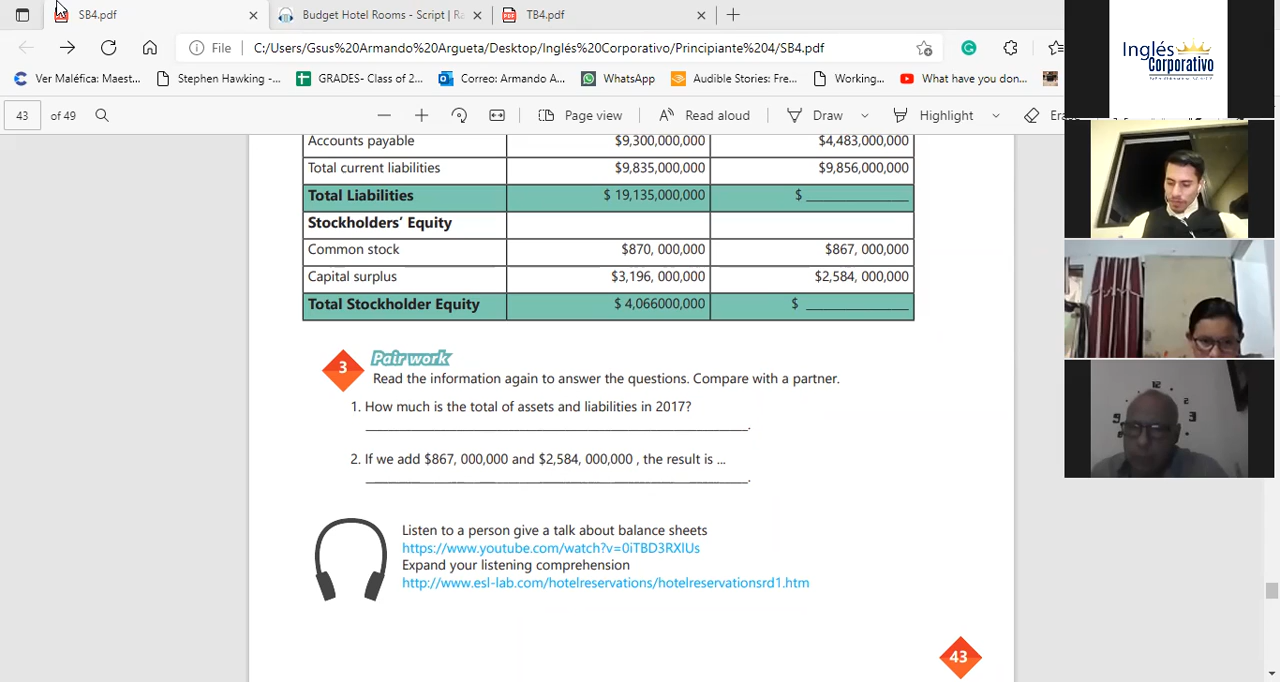 SB4.pdf
Budget Hotel Rooms - Script | Ra
TB4.pdf
File C:/Users/Gsus%20Armando%20Argueta/Desktop/Inglés%20Corporativo/Principiante%204/SB4.pdf
Ver Maléfica: Maest... Stephen Hawking -... GRADES- Class of 2... Correo: Armando A... WhatsApp Audible Stories: Fre... Working... What have you don...
43 of 49 Page view Read aloud Draw Highlight
Accounts payable $9,300,000,000 $4,483,000,000
Total current liabilities $9,835,000,000 $9,856,000,000
Total Liabilities $ 19,135,000,000 $ ____________
Stockholders' Equity
Common stock $870, 000,000 $867, 000,000
Capital surplus $3,196, 000,000 $2,584, 000,000
Total Stockholder Equity $ 4,066000,000 $ ____________
3 Pair work
Read the information again to answer the questions. Compare with a partner.
1. How much is the total of assets and liabilities in 2017?
____________.
2. If we add $867, 000,000 and $2,584, 000,000 , the result is ...
____________.
Listen to a person give a talk about balance sheets
https://www.youtube.com/watch?v=0iTBD3RXIUs
Expand your listening comprehension
http://www.esl-lab.com/hotelreservations/hotelreservationsrd1.htm
43
Inglés
Corporativo